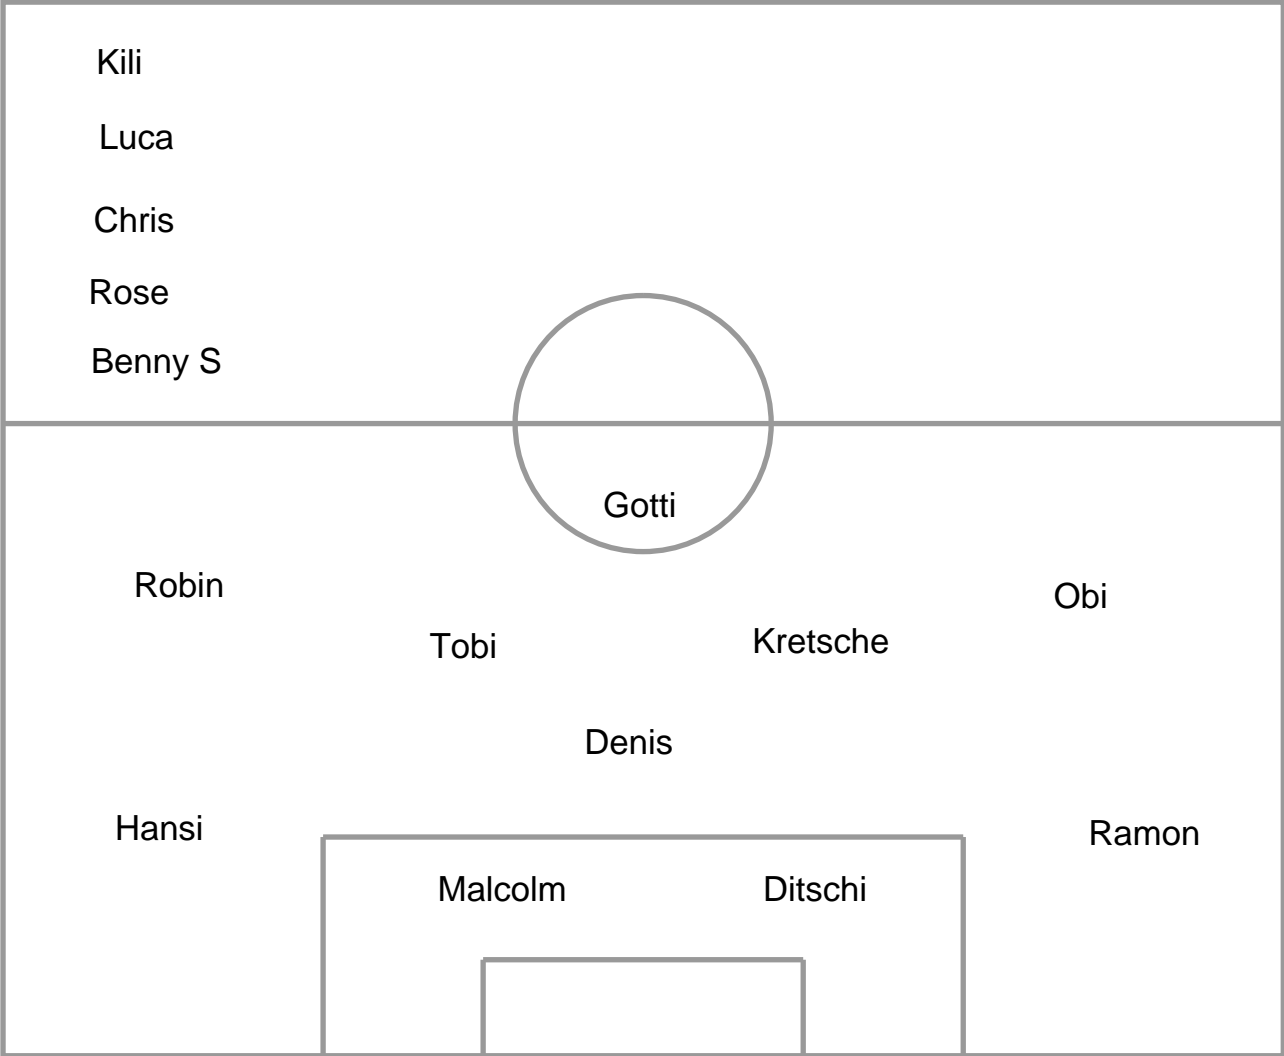 Kili
Luca
Chris
Rose
Benny S
Gotti
Robin
Obi
Tobi
Kretsche
Denis
Hansi
Ramon
Malcolm
Ditschi